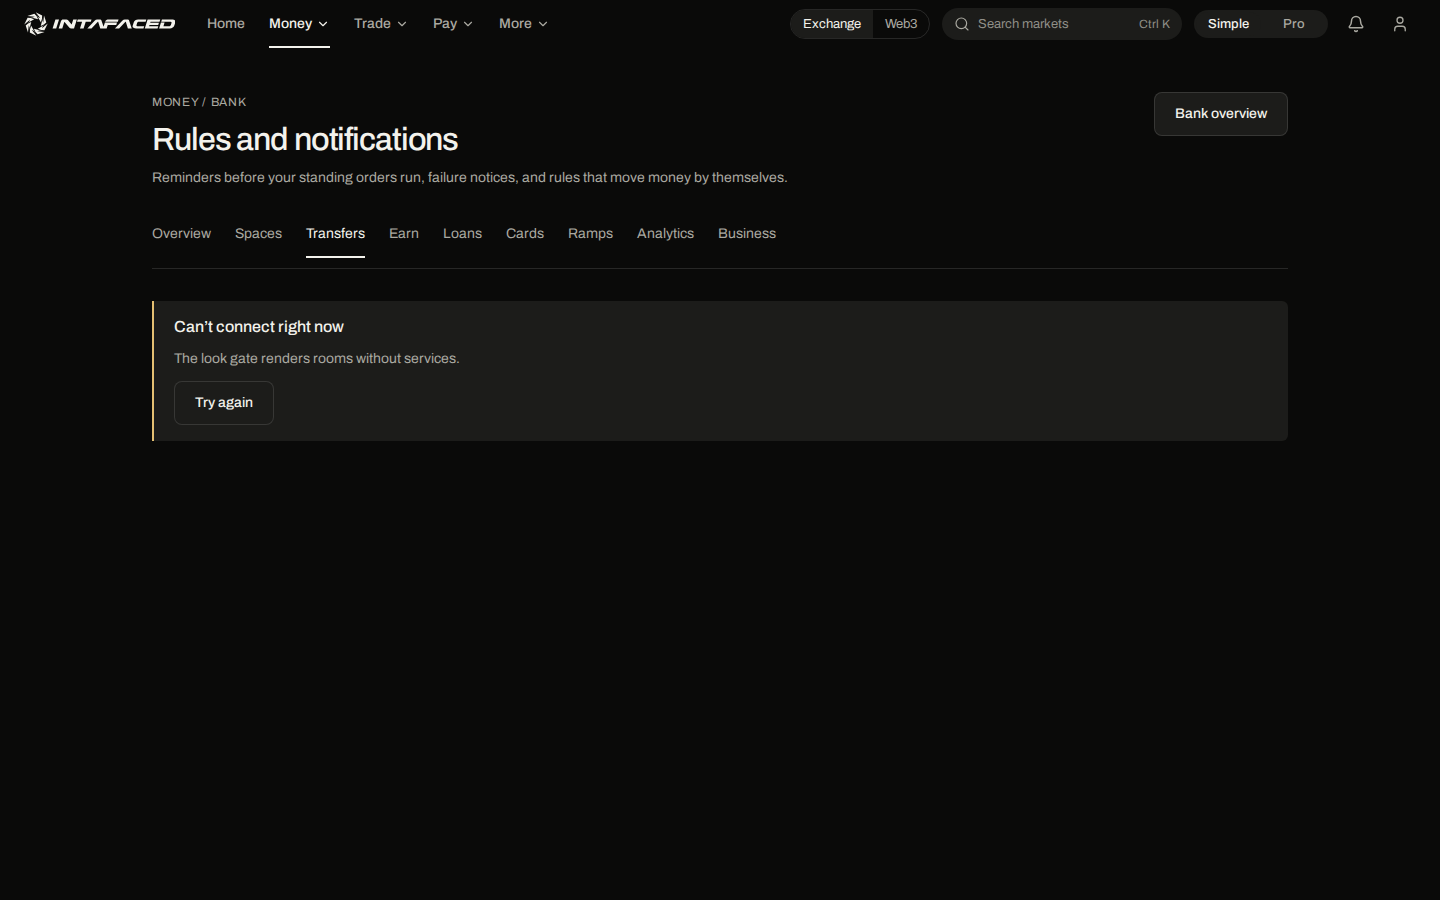 INTAFACED
Home
Money
Trade
Pay
More
Exchange
Web3
Search markets
Ctrl K
Simple
Pro
MONEY / BANK
Rules and notifications
Reminders before your standing orders run, failure notices, and rules that move money by themselves.
Bank overview
Overview
Spaces
Transfers
Earn
Loans
Cards
Ramps
Analytics
Business
Can’t connect right now
The look gate renders rooms without services.
Try again